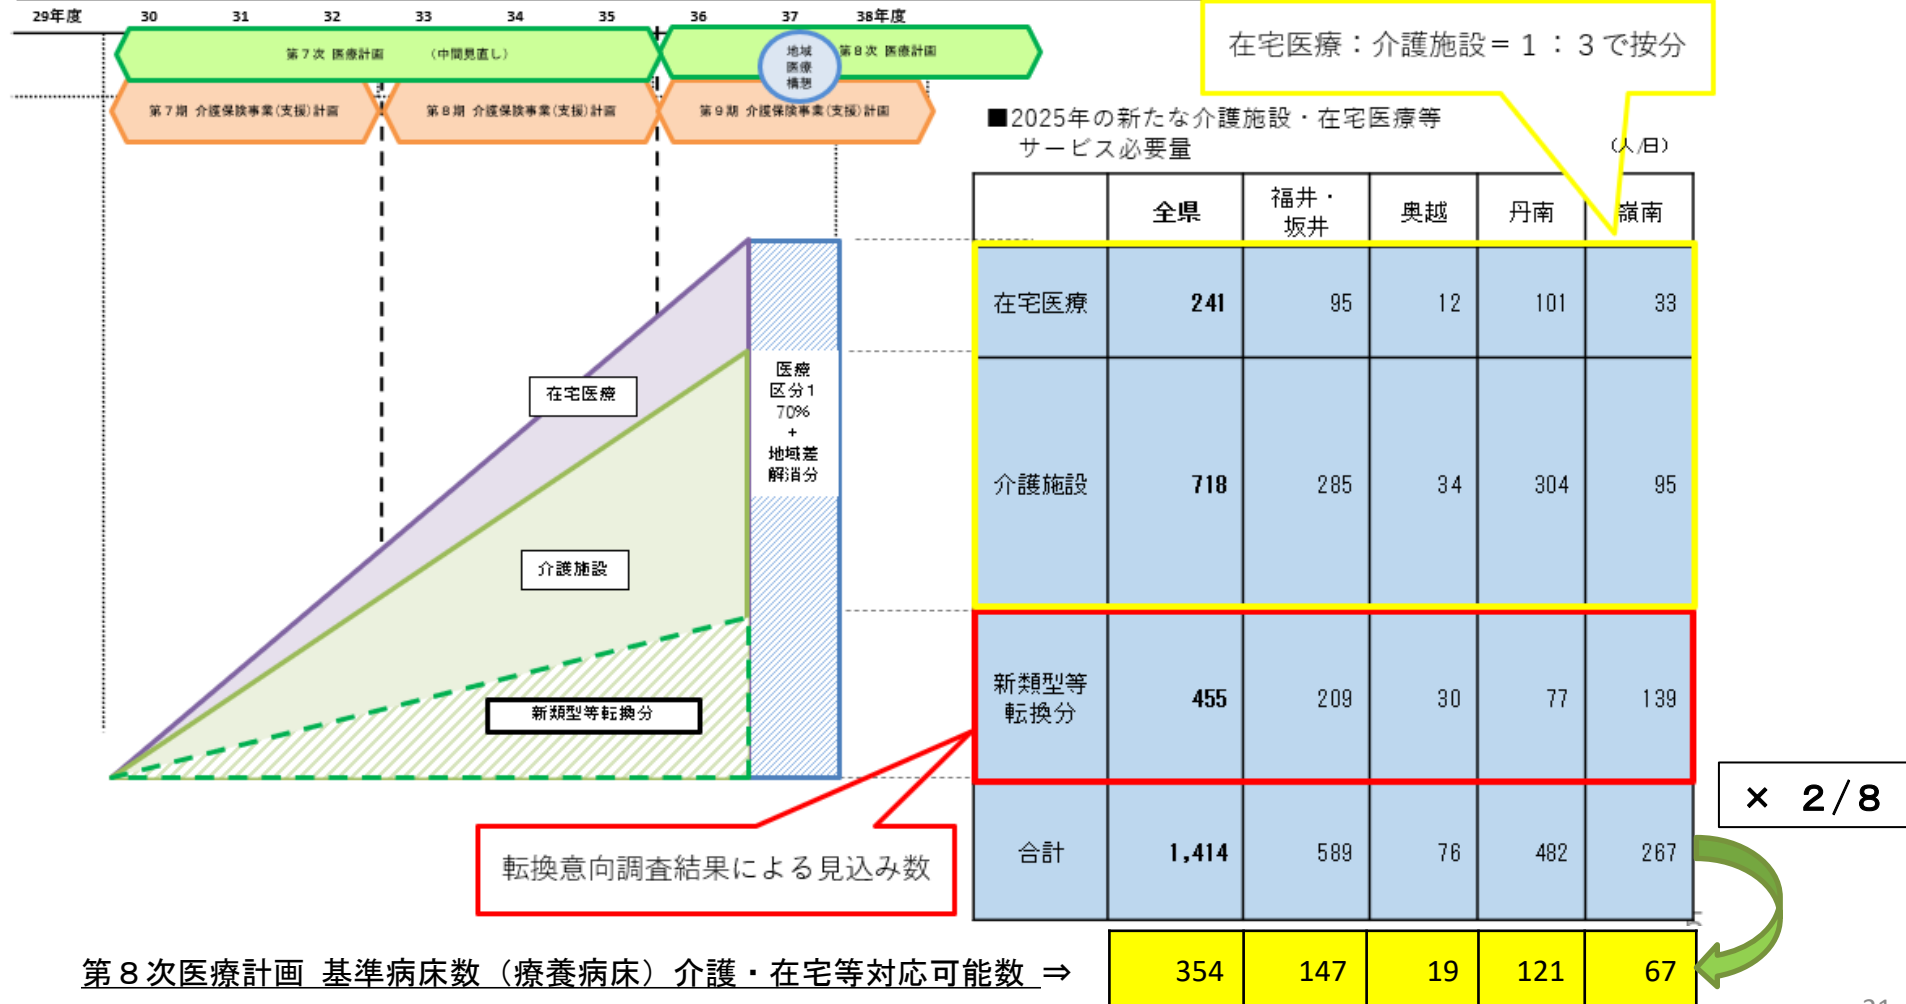 29年度 30 31 32 33 34 35 36 37 38年度
第7次 医療計画 （中間見直し）
地域
医療
構想
第8次 医療計画
第7期 介護保険事業(支援)計画
第8期 介護保険事業(支援)計画
第9期 介護保険事業(支援)計画
在宅医療：介護施設＝１：３で按分
■2025年の新たな介護施設・在宅医療等
サービス必要量
(人/日)
全県 福井・坂井 奥越 丹南 嶺南
在宅医療 241 95 12 101 33
介護施設 718 285 34 304 95
新類型等転換分 455 209 30 77 139
合計 1,414 589 76 482 267
在宅医療
介護施設
新類型等転換分
医療
区分1
70%
+
地域差
解消分
転換意向調査結果による見込み数
× 2/8
第８次医療計画 基準病床数（療養病床）介護・在宅等対応可能数 ⇒ 354 147 19 121 67